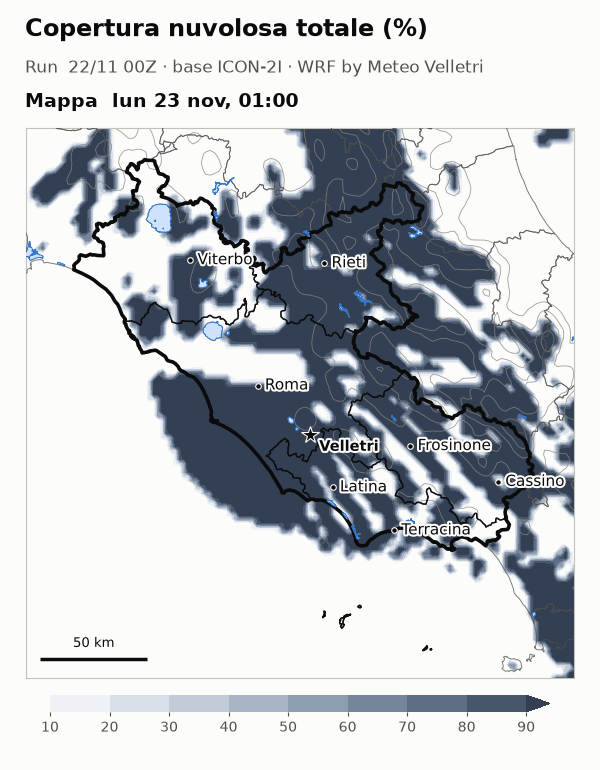 Copertura nuvolosa totale (%)
Run  22/11 00Z · base ICON-2I · WRF by Meteo Velletri
Mappa  lun 23 nov, 01:00
Viterbo
Rieti
Roma
Velletri
Frosinone
Latina
Cassino
Terracina
50 km
10 20 30 40 50 60 70 80 90